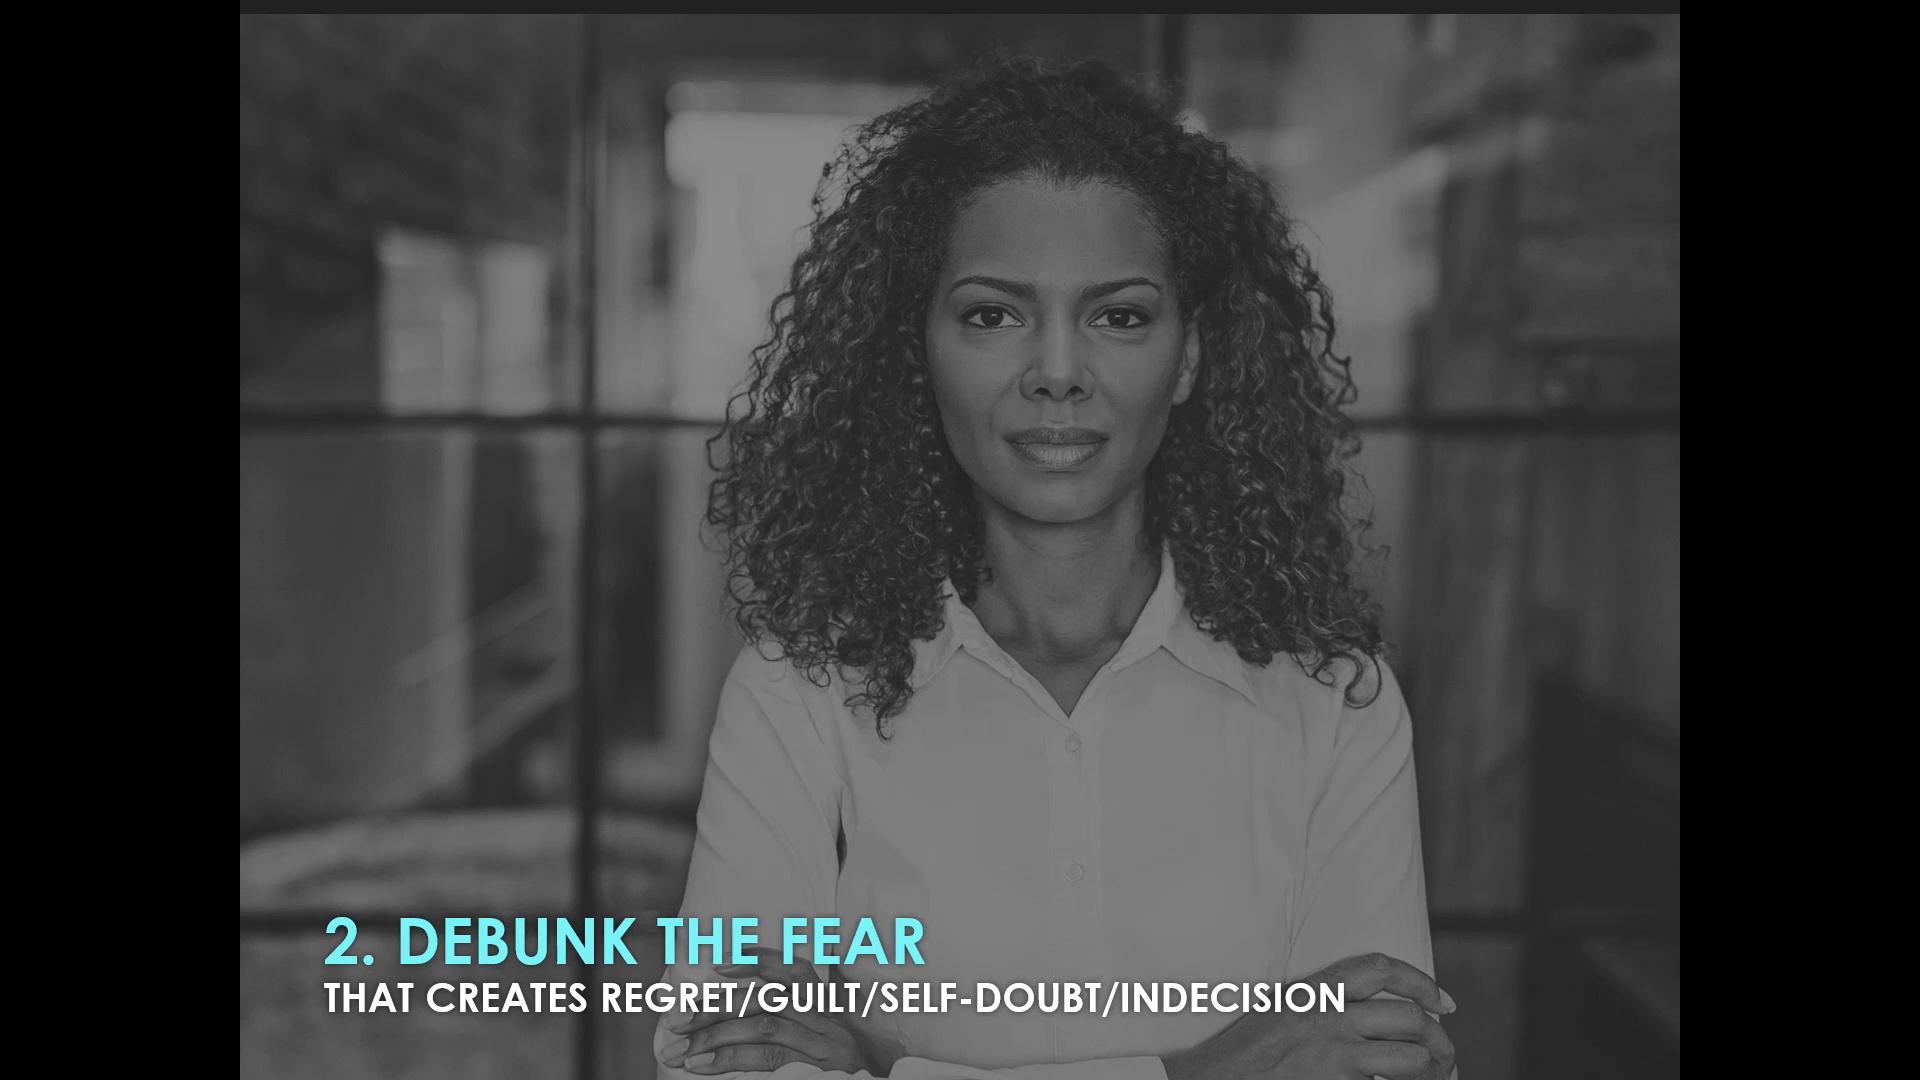 2. DEBUNK THE FEAR
THAT CREATES REGRET/GUILT/SELF-DOUBT/INDECISION